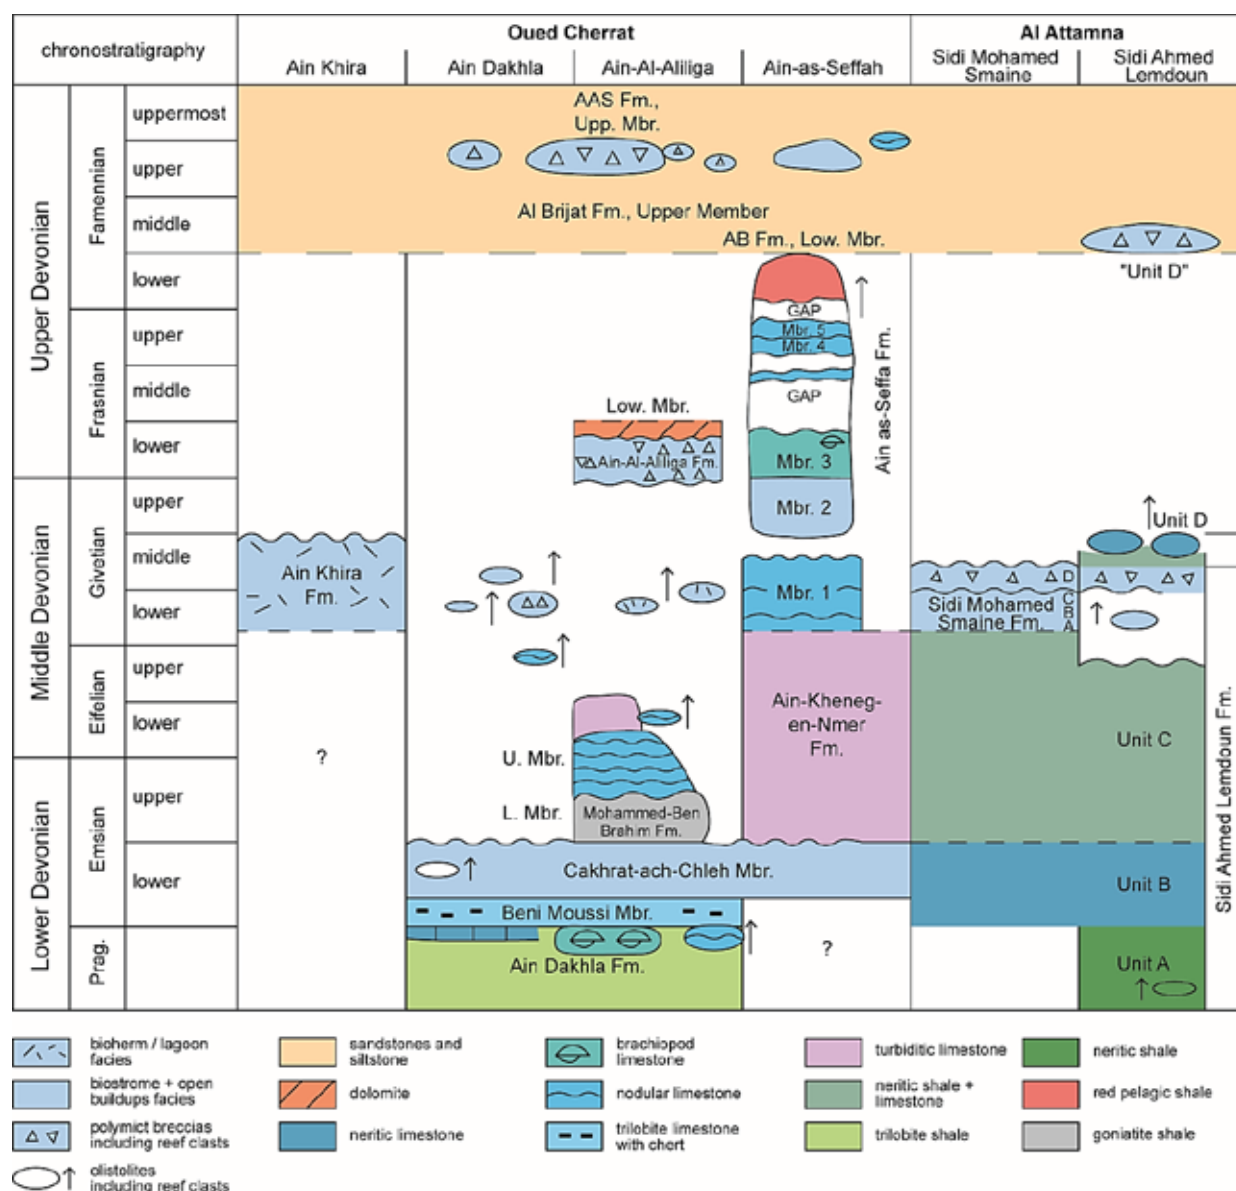 chronostratigraphy
Oued Cherrat
Al Attamna
Ain Khira
Ain Dakhla
Ain-Al-Aliliga
Ain-as-Seffah
Sidi Mohamed
Smaine
Sidi Ahmed
Lemdoun
Upper Devonian
Middle Devonian
Lower Devonian
Famennian
Frasnian
Givetian
Eifelian
Emsian
Prag.
uppermost
upper
middle
lower
upper
middle
lower
upper
middle
lower
upper
lower
upper
lower
AAS Fm.,
Upp. Mbr.
Al Brijat Fm., Upper Member
AB Fm., Low. Mbr.
"Unit D"
GAP
Mbr. 5
Mbr. 4
GAP
Low. Mbr.
Ain-Al-Aliliga Fm.
Mbr. 3
Mbr. 2
Ain as-Seffa Fm.
Unit D
Ain Khira
Fm.
Mbr. 1
D
C
B
A
Sidi Mohamed
Smaine Fm.
Ain-Kheneg-
en-Nmer
Fm.
Unit C
?
U. Mbr.
L. Mbr.
Mohammed-Ben
Brahim Fm.
Cakhrat-ach-Chleh Mbr.
Unit B
Beni Moussi Mbr.
Ain Dakhla Fm.
?
Unit A
Sidi Ahmed Lemdoun Fm.
bioherm / lagoon
facies
biostrome + open
buildups facies
polymict breccias
including reef clasts
olistolites
including reef clasts
sandstones and
siltstone
dolomite
neritic limestone
brachiopod
limestone
nodular limestone
trilobite limestone
with chert
turbiditic limestone
neritic shale +
limestone
trilobite shale
neritic shale
red pelagic shale
goniatite shale